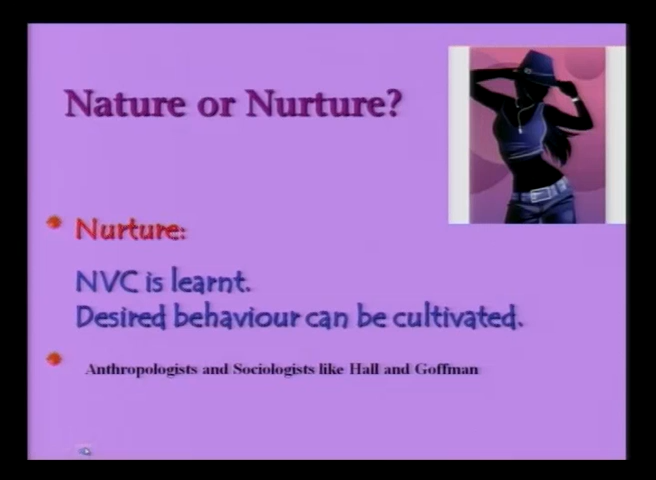 Nature or Nurture?
Nurture:
NVC is learnt.
Desired behaviour can be cultivated.
Anthropologists and Sociologists like Hall and Goffman